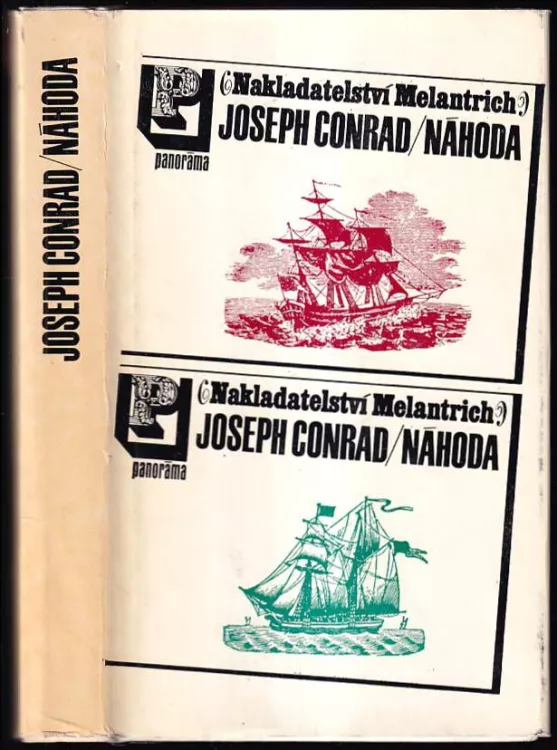 JOSEPH CONRAD/NÁHODA
(Nakladatelství Melantrich)
JOSEPH CONRAD/NÁHODA
P
panoráma
(Nakladatelství Melantrich)
JOSEPH CONRAD/NÁHODA
P
panoráma